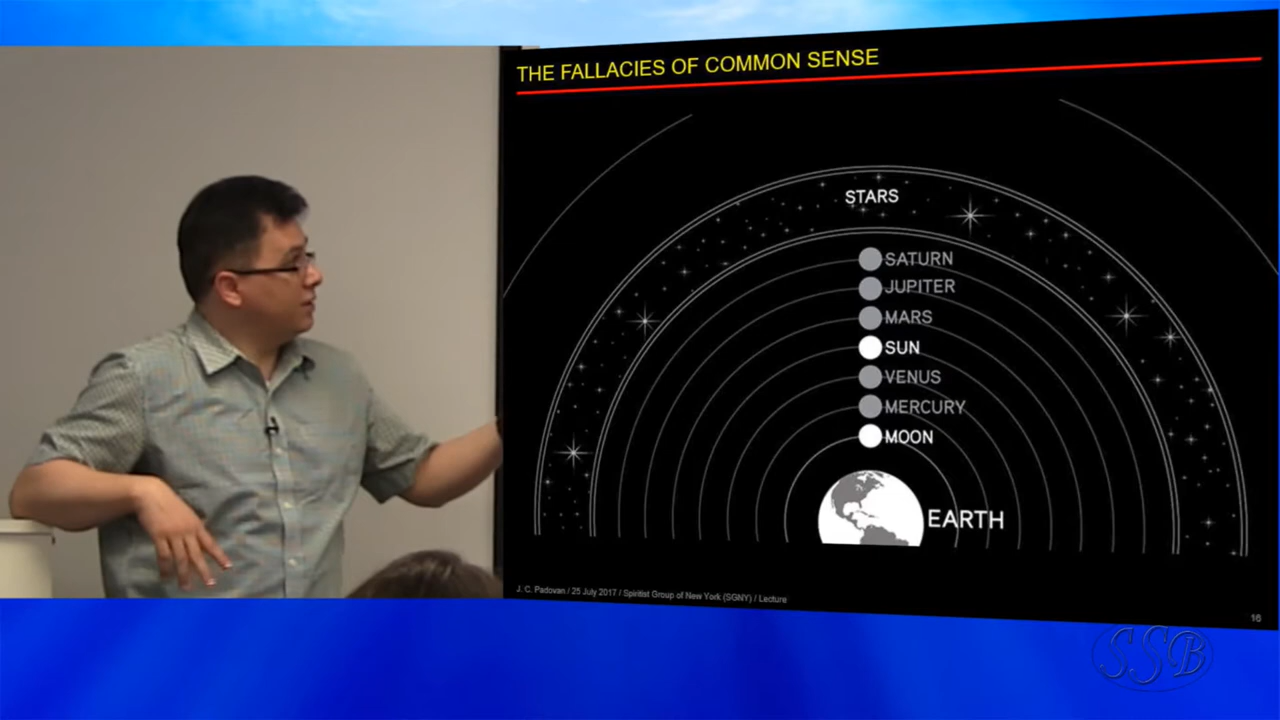 THE FALLACIES OF COMMON SENSE
STARS
SATURN
JUPITER
MARS
SUN
VENUS
MERCURY
MOON
EARTH
J. C. Padovan / 25 July 2017 / Spiritist Group of New York (SGNY) / Lecture
16
SSB